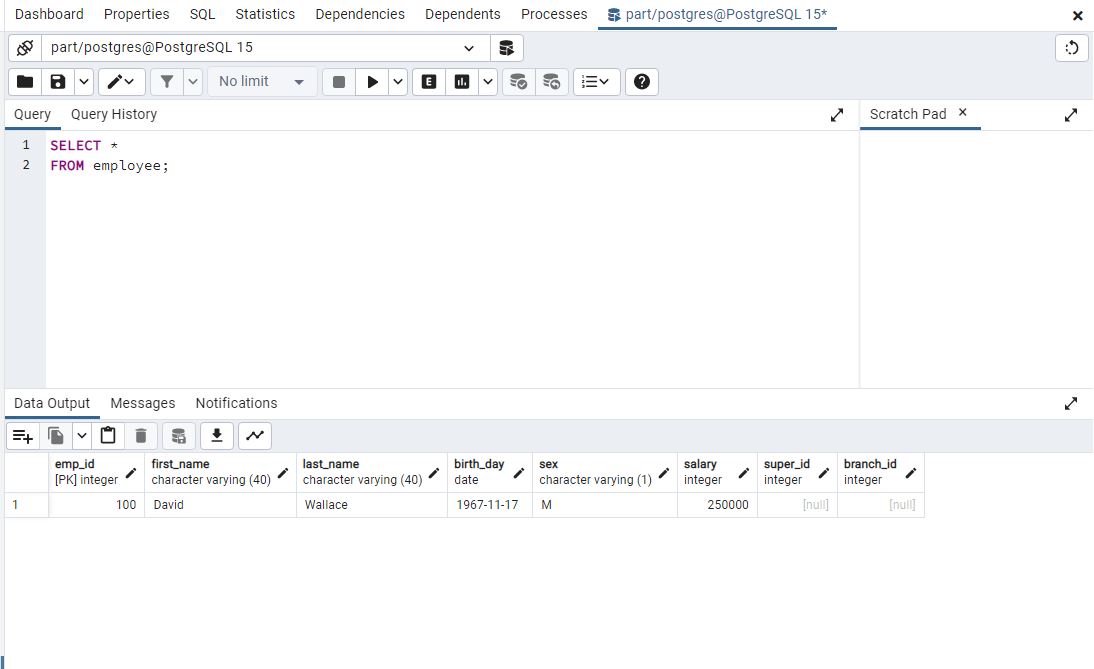 Dashboard Properties SQL Statistics Dependencies Dependents Processes part/postgres@PostgreSQL 15*
part/postgres@PostgreSQL 15
No limit E
Query Query History Scratch Pad
1 SELECT *
2 FROM employee;
Data Output Messages Notifications
emp_id first_name last_name birth_day sex salary super_id branch_id
[PK] integer character varying (40) character varying (40) date character varying (1) integer integer integer
1 100 David Wallace 1967-11-17 M 250000 [null] [null]